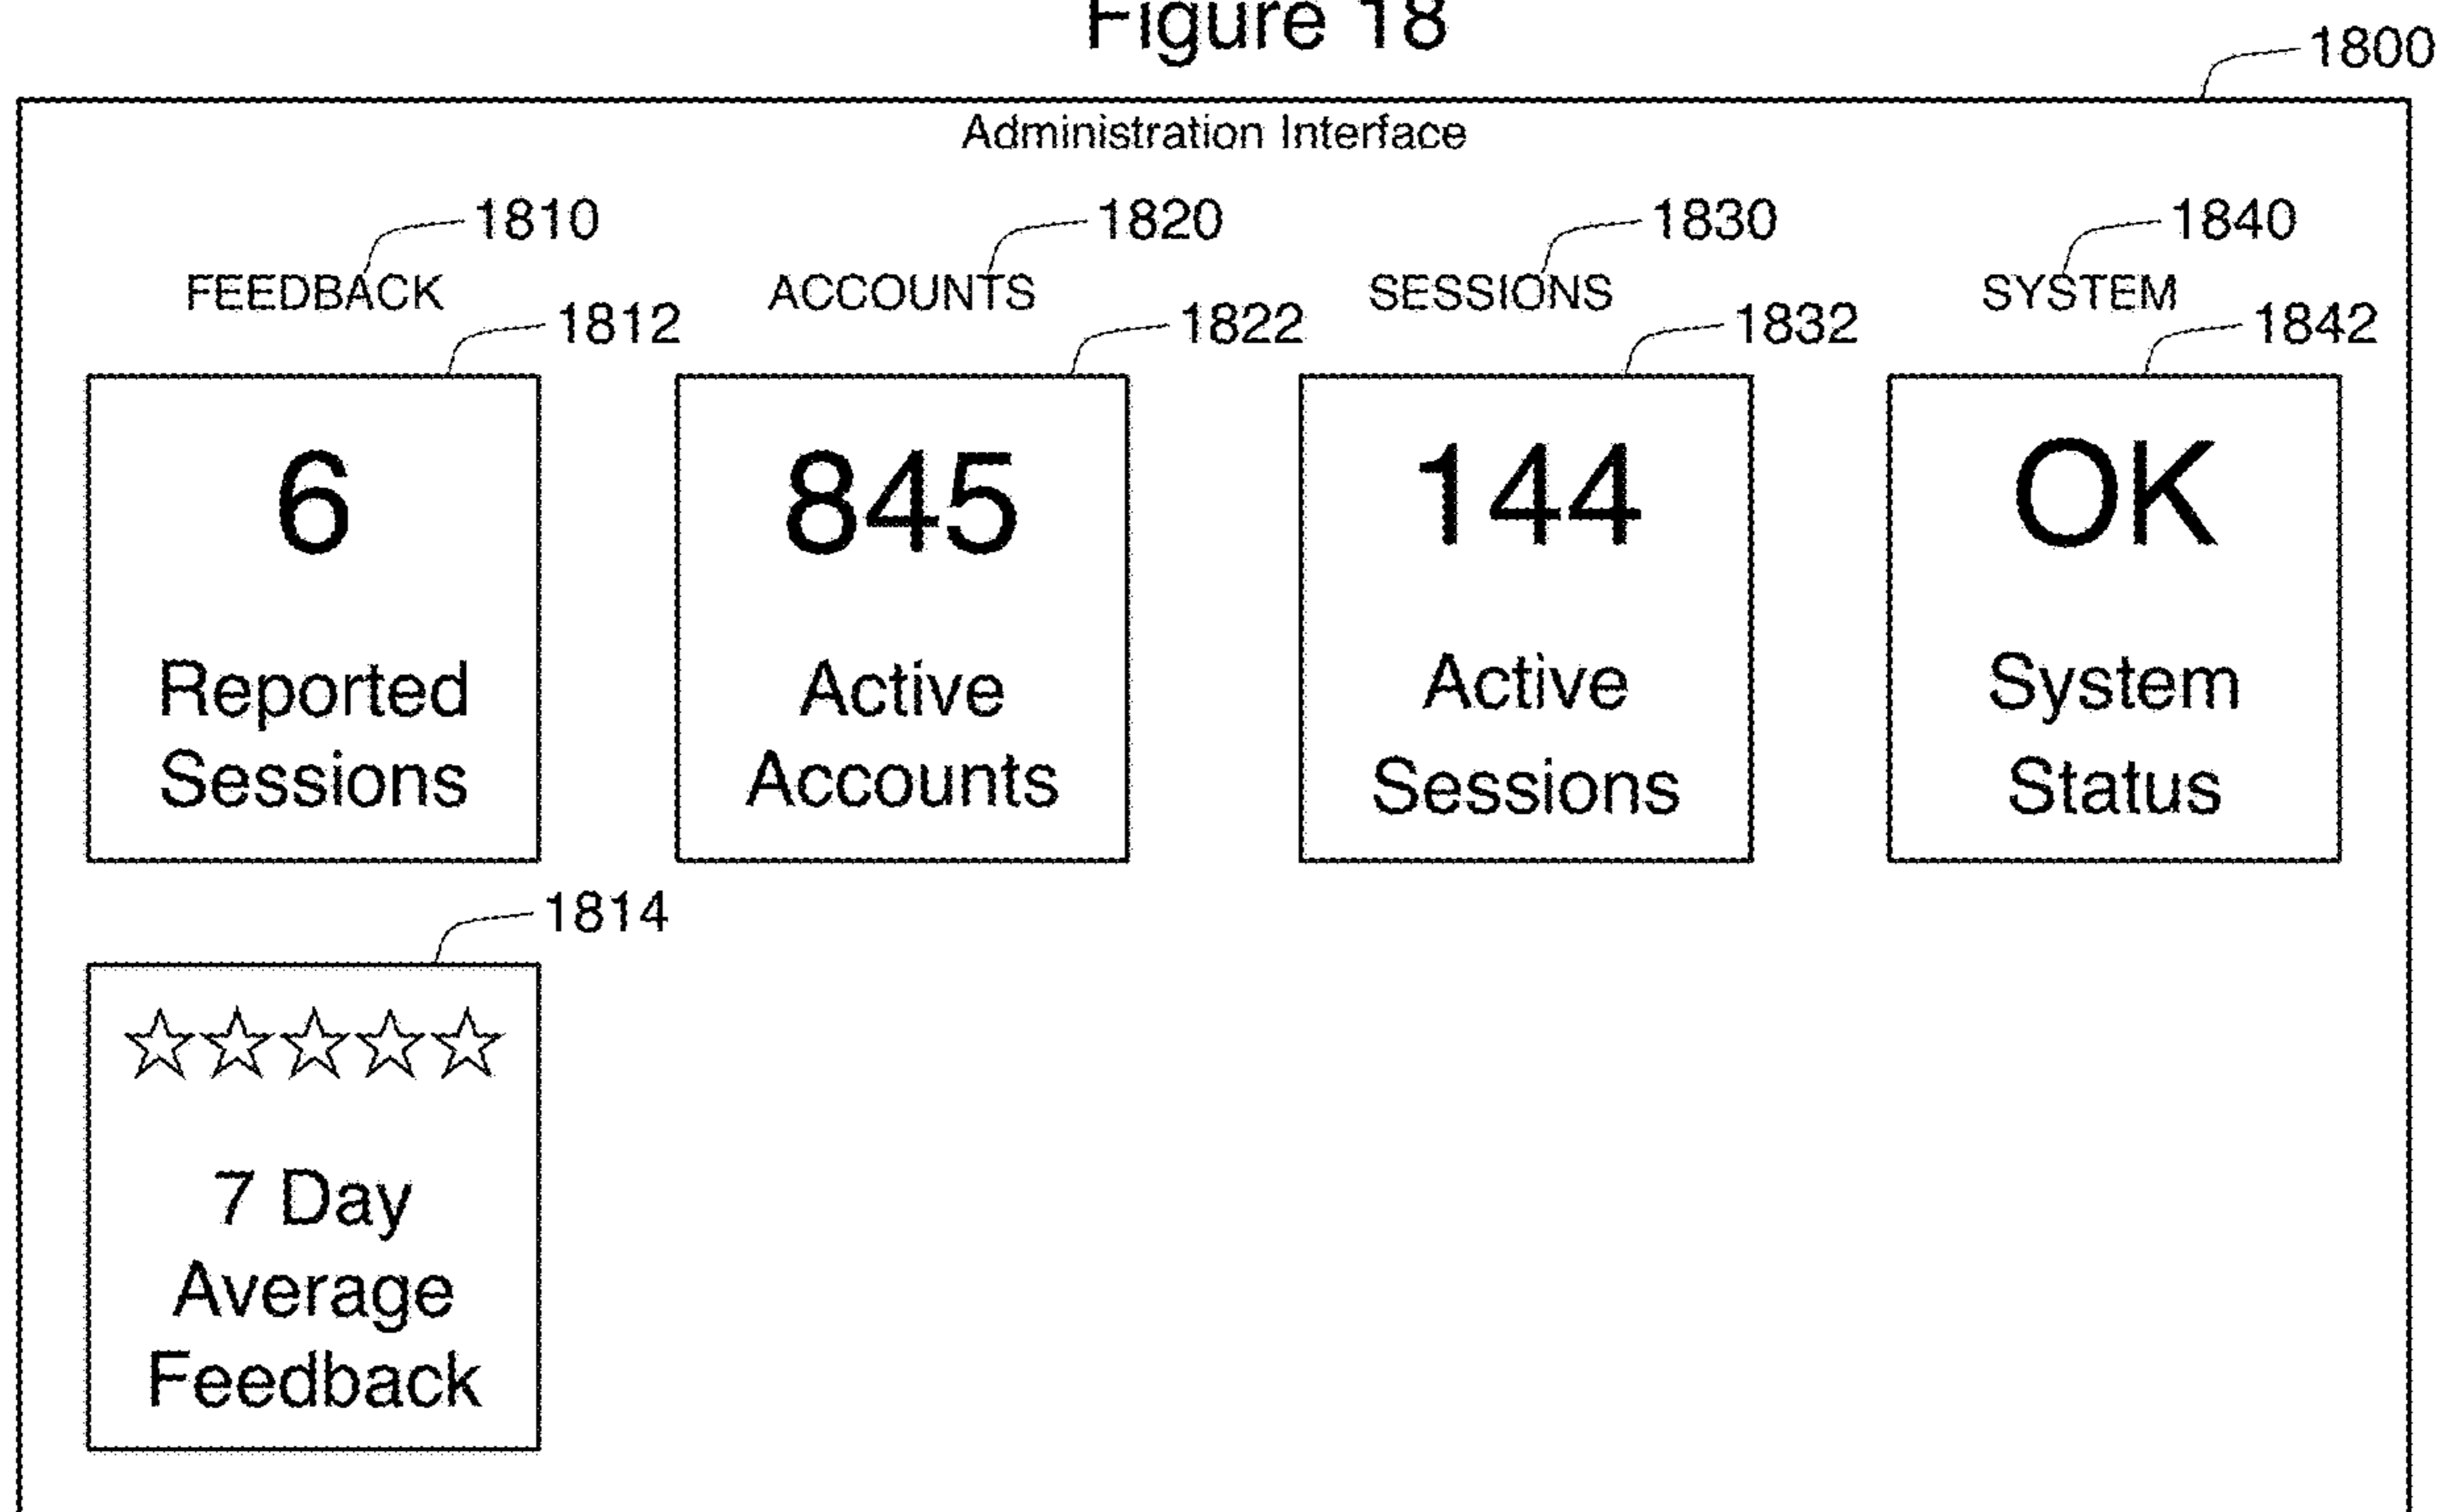 Figure 18
1800
Administration Interface
1810 1820 1830 1840
FEEDBACK ACCOUNTS SESSIONS SYSTEM
1812 1822 1832 1842
6
Reported
Sessions
845
Active
Accounts
144
Active
Sessions
OK
System
Status
1814
☆☆☆☆☆
7 Day
Average
Feedback